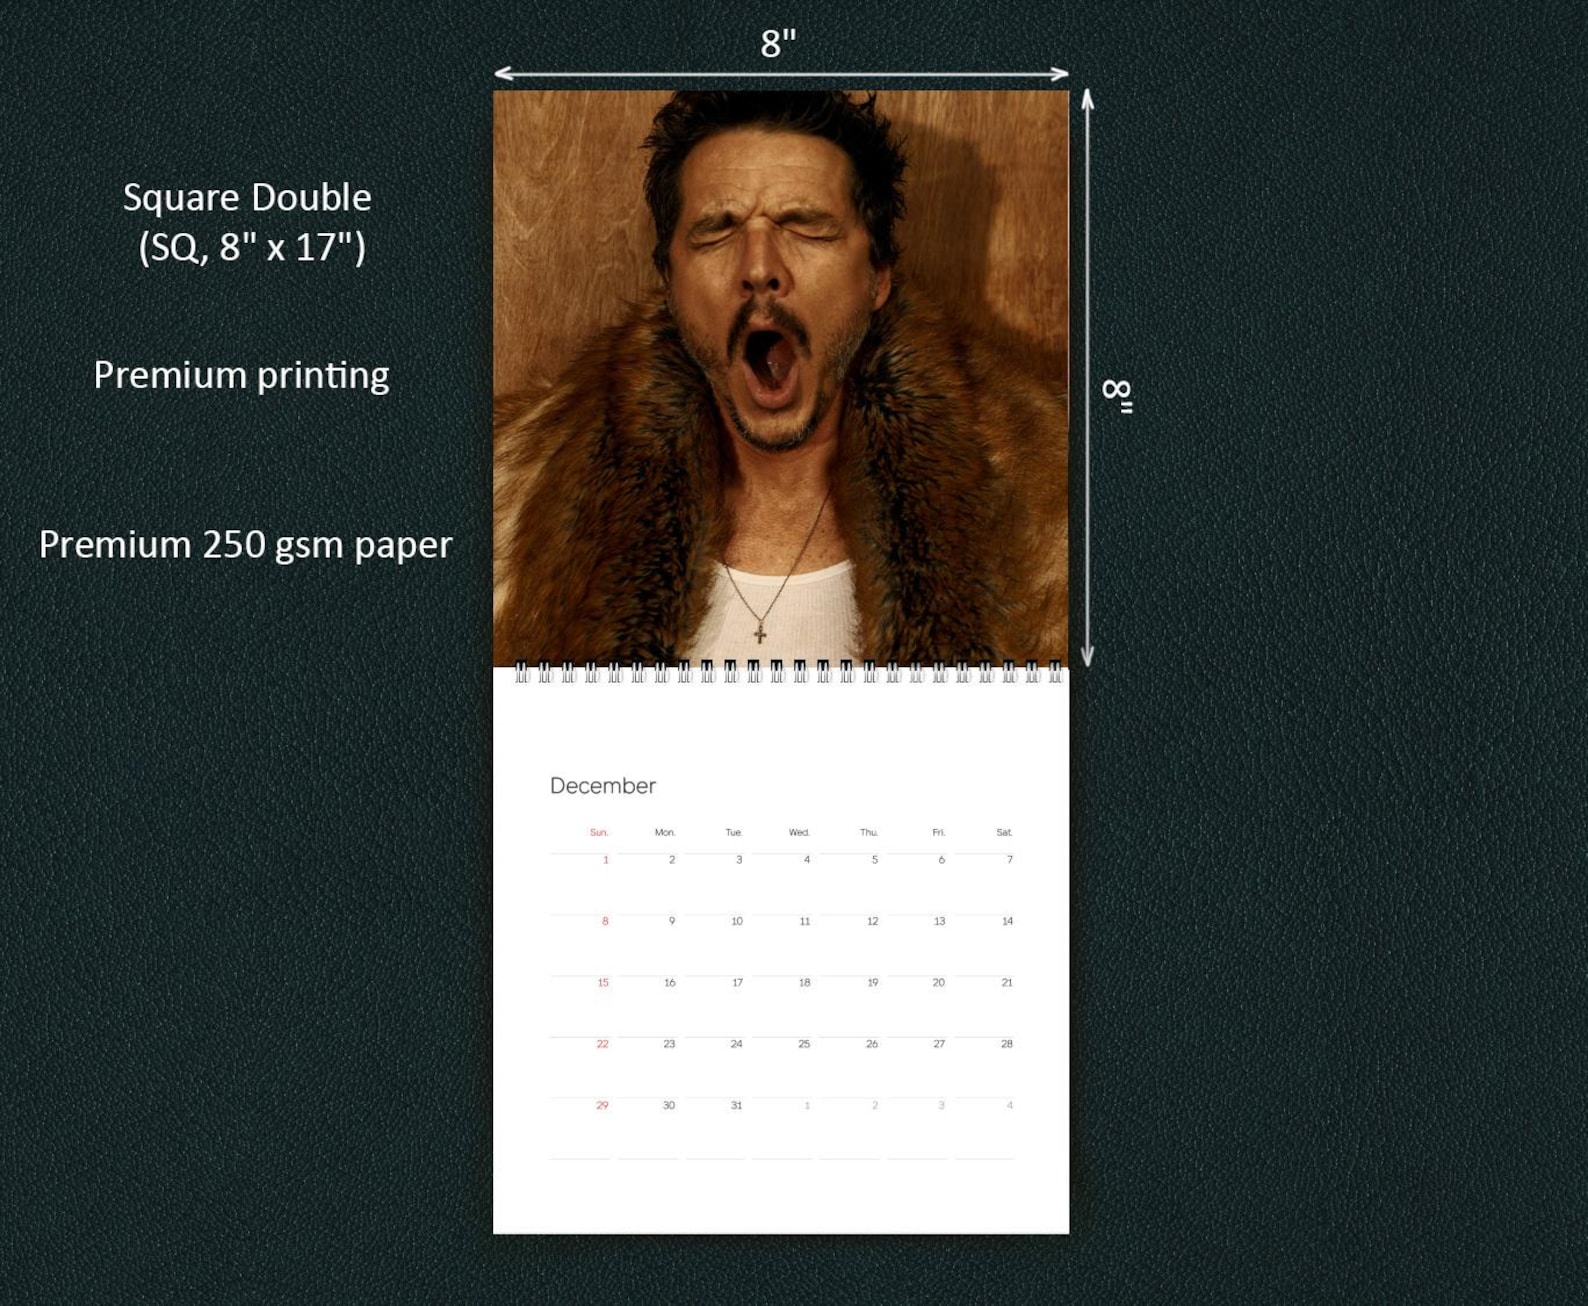 8"
8"
Square Double
(SQ, 8" x 17")
Premium printing
Premium 250 gsm paper
December
Sun. Mon. Tue. Wed. Thu. Fri. Sat.
1 2 3 4 5 6 7
8 9 10 11 12 13 14
15 16 17 18 19 20 21
22 23 24 25 26 27 28
29 30 31 1 2 3 4